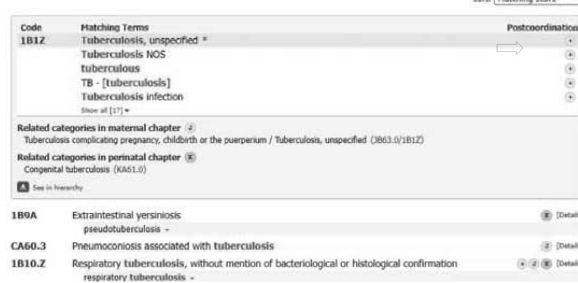 Code Matching Terms Postcoordination
1B1Z Tuberculosis, unspecified *
Tuberculosis NOS
tuberculous
TB - [tuberculosis]
Tuberculosis infection
Show all [17]
Related categories in maternal chapter
Tuberculosis complicating pregnancy, childbirth or the puerperium / Tuberculosis, unspecified (JB63.0/1B1Z)
Related categories in perinatal chapter
Congenital tuberculosis (KA61.0)
See in hierarchy
1B9A Extraintestinal yersiniosis [Detail
pseudotuberculosis -
CA60.3 Pneumoconiosis associated with tuberculosis [Detail
1B10.Z Respiratory tuberculosis, without mention of bacteriological or histological confirmation [Detail
respiratory tuberculosis -